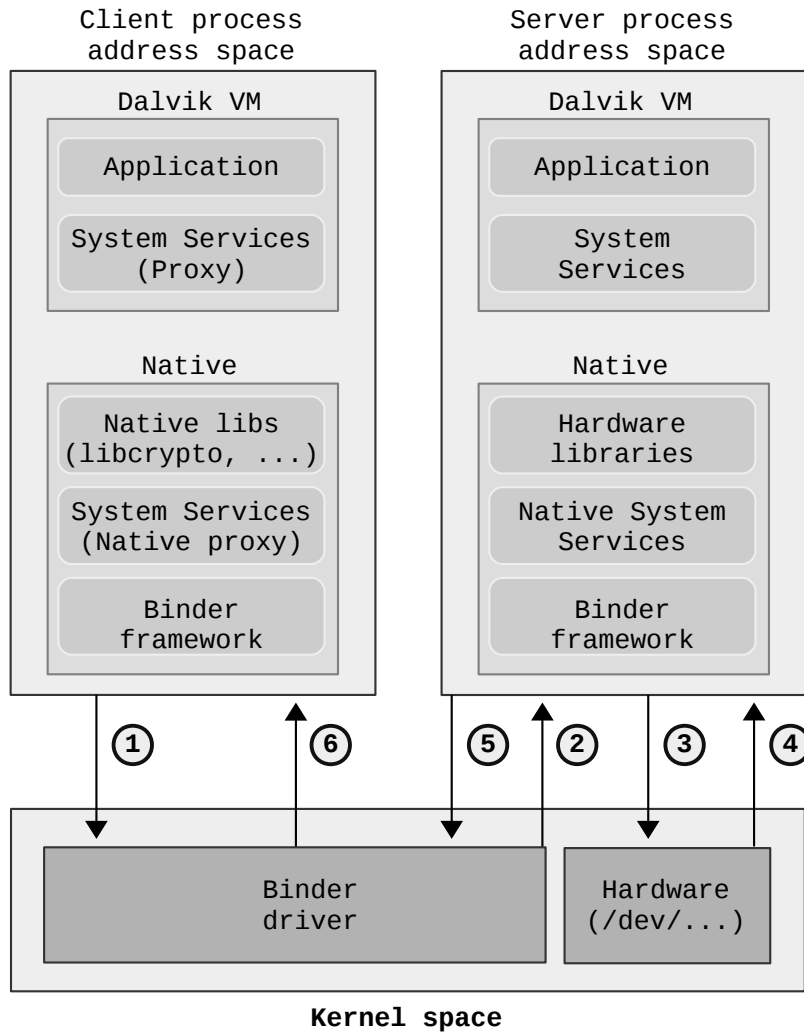 Client process
address space
Dalvik VM
Application
System Services
(Proxy)
Native
Native libs
(libcrypto, ...)
System Services
(Native proxy)
Binder
framework
Server process
address space
Dalvik VM
Application
System
Services
Native
Hardware
libraries
Native System
Services
Binder
framework
1
6
5
2
3
4
Binder
driver
Hardware
(/dev/...)
Kernel space